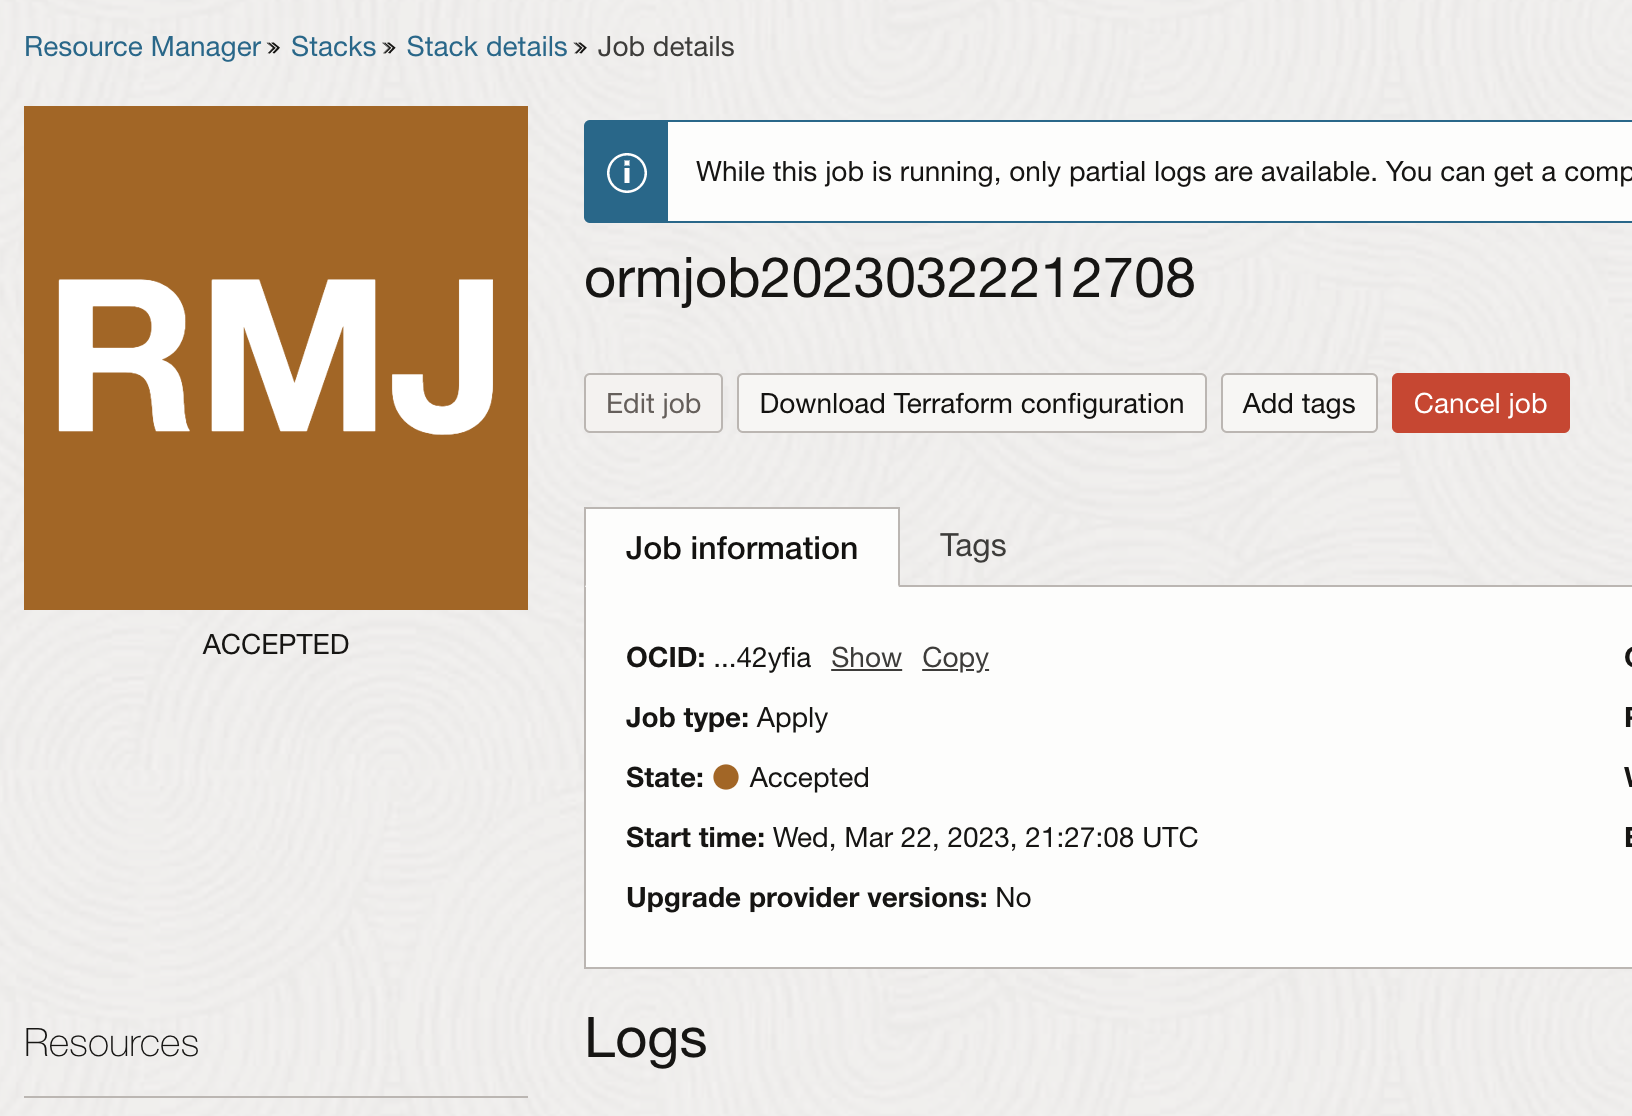 Resource Manager » Stacks » Stack details » Job details
While this job is running, only partial logs are available. You can get a comp
RMJ
ACCEPTED
ormjob20230322212708
Edit job Download Terraform configuration Add tags Cancel job
Job information Tags
OCID: ...42yfia Show Copy
Job type: Apply
State: Accepted
Start time: Wed, Mar 22, 2023, 21:27:08 UTC
Upgrade provider versions: No
Resources
Logs